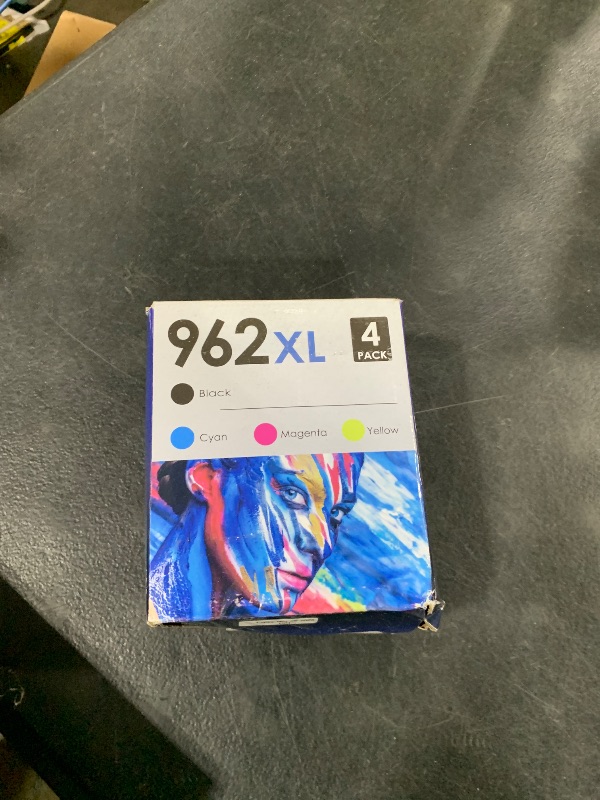 962XL 4 PACK
Black
Cyan Magenta Yellow